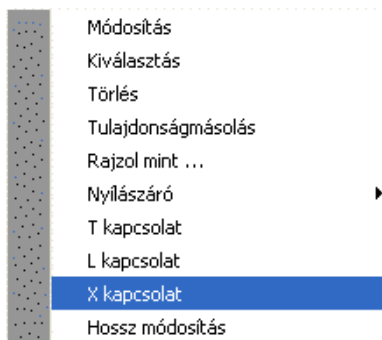 Módosítás
Kiválasztás
Törlés
Tulajdonságmásolás
Rajzol mint ...
Nyílászáró
T kapcsolat
L kapcsolat
X kapcsolat
Hossz módosítás